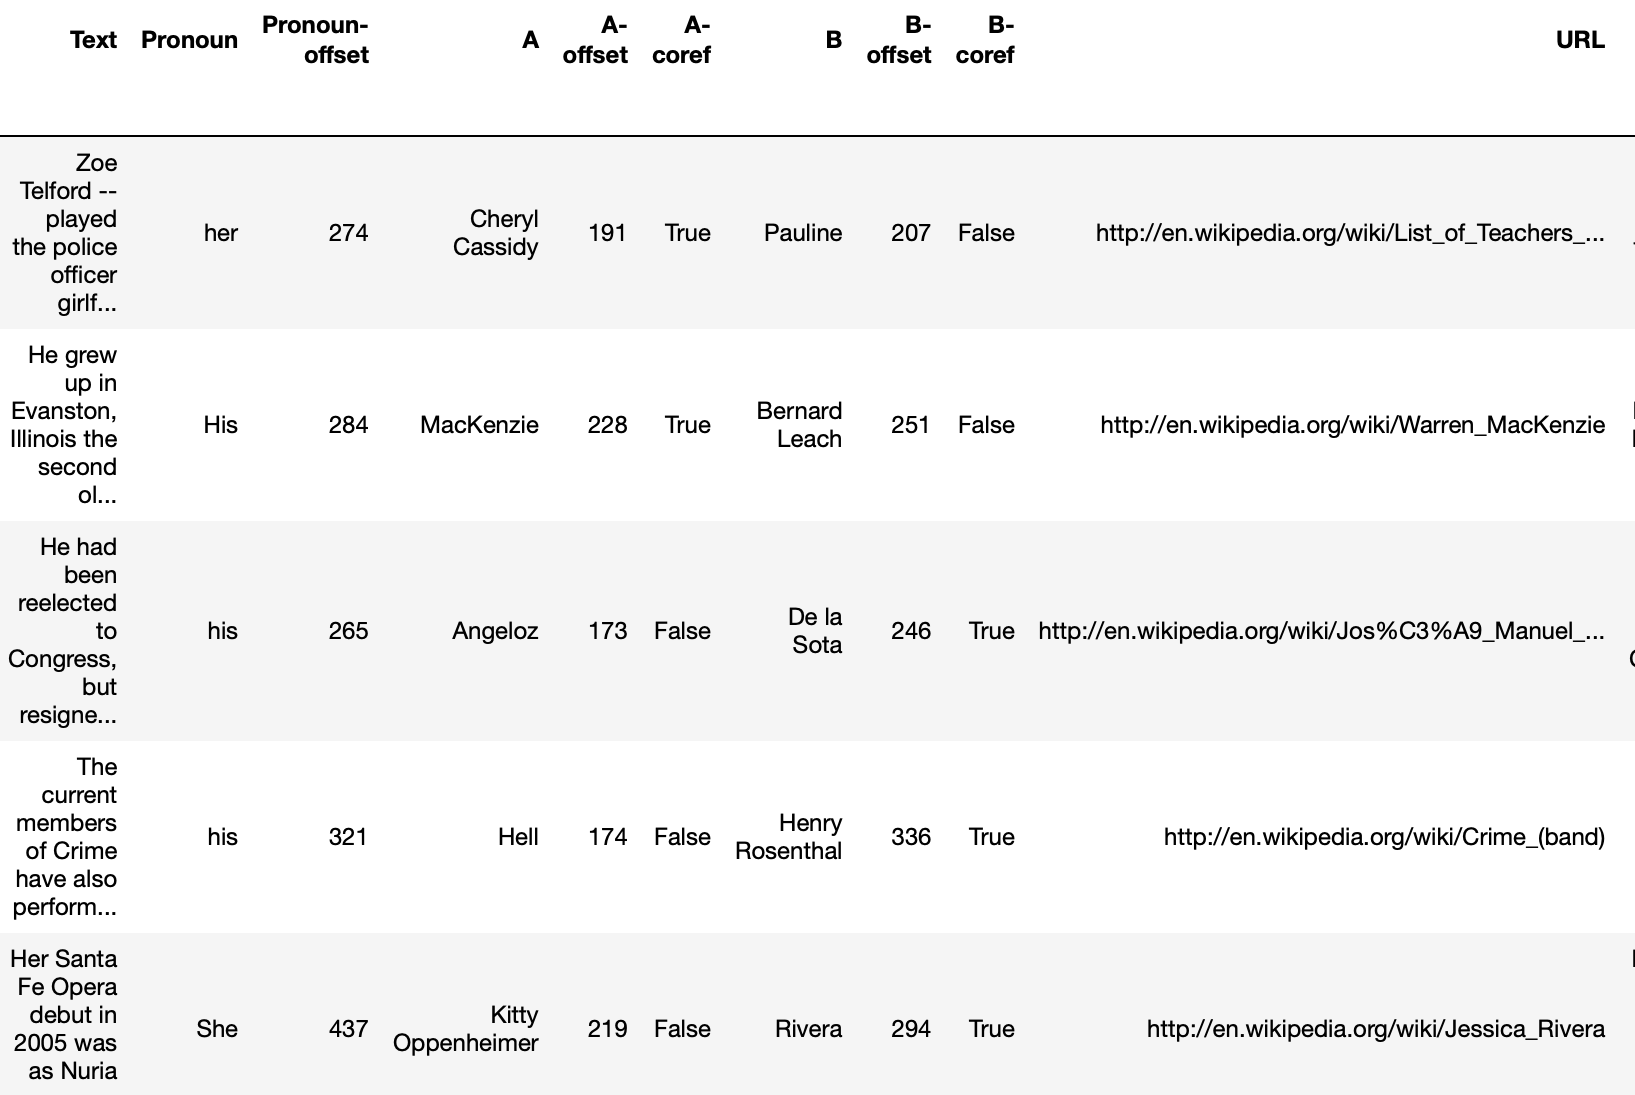 Text Pronoun Pronoun-offset A A-offset A-coref B B-offset B-coref URL
Zoe
Telford --
played
the police
officer
girlf...
her 274 Cheryl Cassidy 191 True Pauline 207 False http://en.wikipedia.org/wiki/List_of_Teachers_...
He grew
up in
Evanston,
Illinois the
second
ol...
His 284 MacKenzie 228 True Bernard Leach 251 False http://en.wikipedia.org/wiki/Warren_MacKenzie
He had
been
reelected
to
Congress,
but
resigne...
his 265 Angeloz 173 False De la Sota 246 True http://en.wikipedia.org/wiki/Jos%C3%A9_Manuel_...
The
current
members
of Crime
have also
perform...
his 321 Hell 174 False Henry Rosenthal 336 True http://en.wikipedia.org/wiki/Crime_(band)
Her Santa
Fe Opera
debut in
2005 was
as Nuria
She 437 Kitty Oppenheimer 219 False Rivera 294 True http://en.wikipedia.org/wiki/Jessica_Rivera